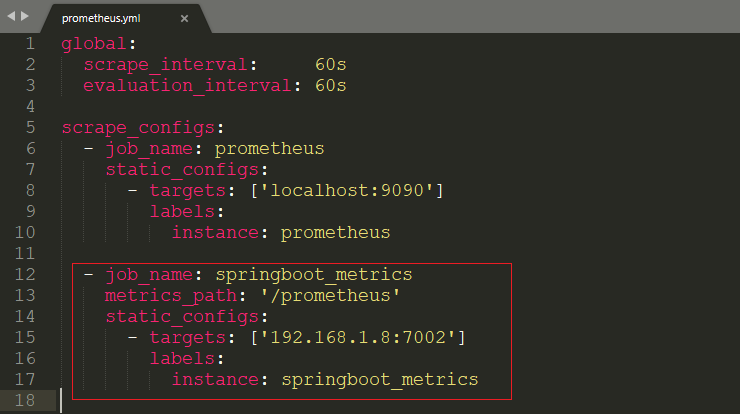 prometheus.yml ×
1 global:
2   scrape_interval:     60s
3   evaluation_interval: 60s
4
5 scrape_configs:
6   - job_name: prometheus
7     static_configs:
8       - targets: ['localhost:9090']
9         labels:
10           instance: prometheus
11
12   - job_name: springboot_metrics
13     metrics_path: '/prometheus'
14     static_configs:
15       - targets: ['192.168.1.8:7002']
16         labels:
17           instance: springboot_metrics
18